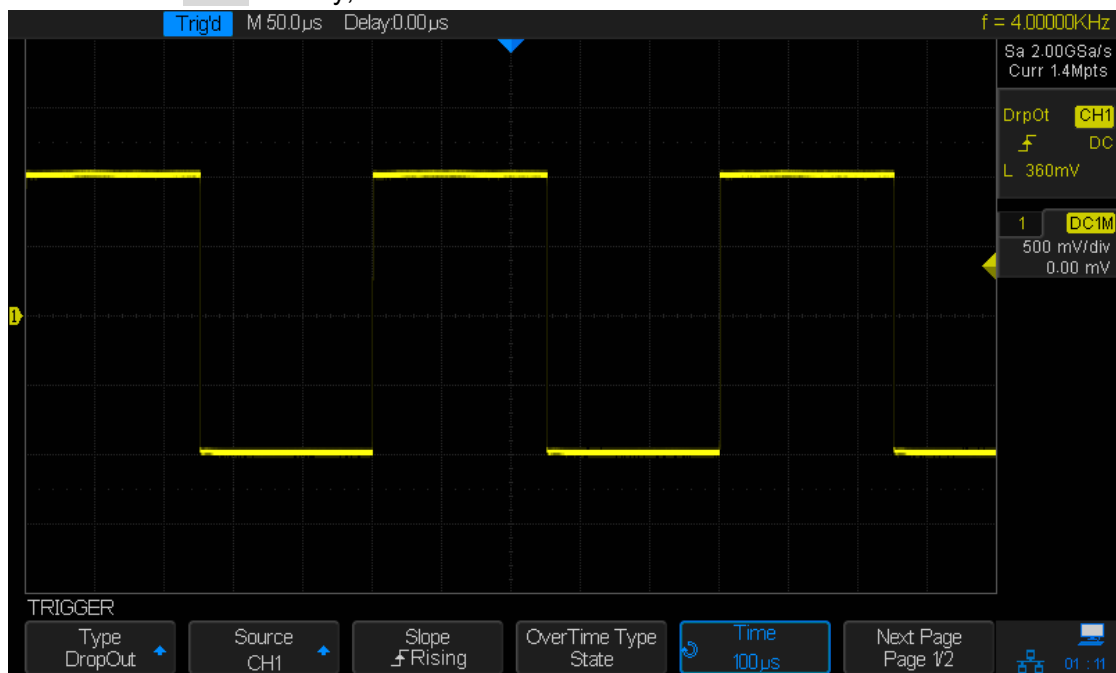 Trig'd M 50.0µs Delay:0.00µs f = 4.00000KHz
Sa 2.00GSa/s
Curr 1.4Mpts
DrpOt CH1
DC
L 360mV
1 DC1M
500 mV/div
0.00 mV
1
TRIGGER
Type Source Slope OverTime Type Time Next Page
DropOut CH1 Rising State 100µs Page 1/2
01 : 11